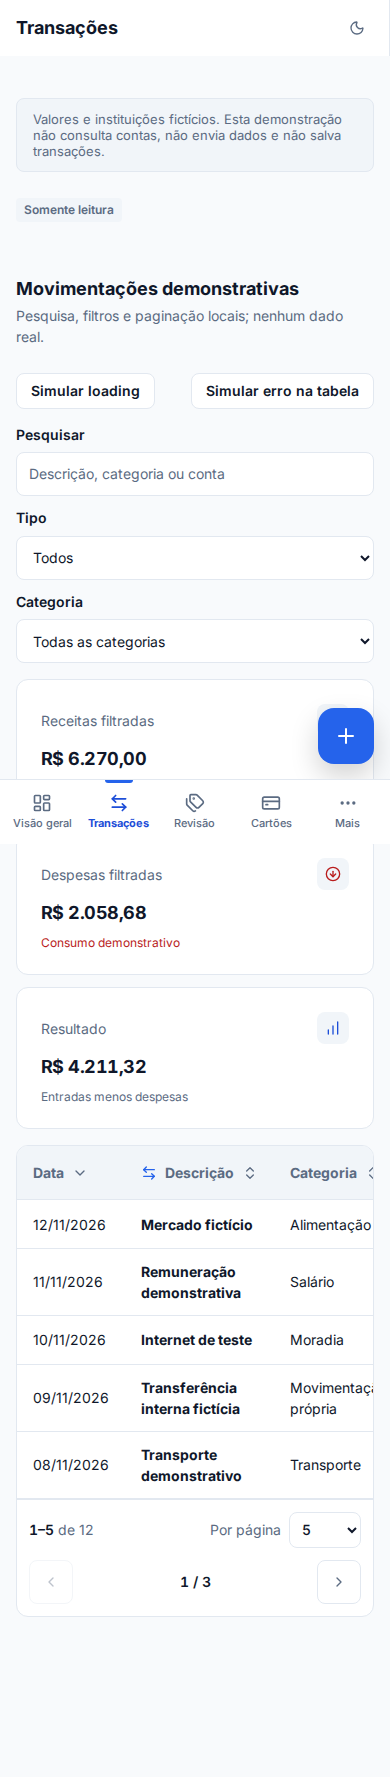 Transações
Valores e instituições fictícios. Esta demonstração
não consulta contas, não envia dados e não salva
transações.
Somente leitura
Movimentações demonstrativas
Pesquisa, filtros e paginação locais; nenhum dado
real.
Simular loading
Simular erro na tabela
Pesquisar
Descrição, categoria ou conta
Tipo
Todos
Categoria
Todas as categorias
Receitas filtradas
R$ 6.270,00
Visão geral
Transações
Revisão
Cartões
Mais
Despesas filtradas
R$ 2.058,68
Consumo demonstrativo
Resultado
R$ 4.211,32
Entradas menos despesas
Data Descrição Categoria
12/11/2026 Mercado fictício Alimentação
11/11/2026 Remuneração
demonstrativa Salário
10/11/2026 Internet de teste Moradia
09/11/2026 Transferência
interna fictícia
própria
08/11/2026 Transporte
demonstrativo Transporte
1–5 de 12
Por página 5
1 / 3